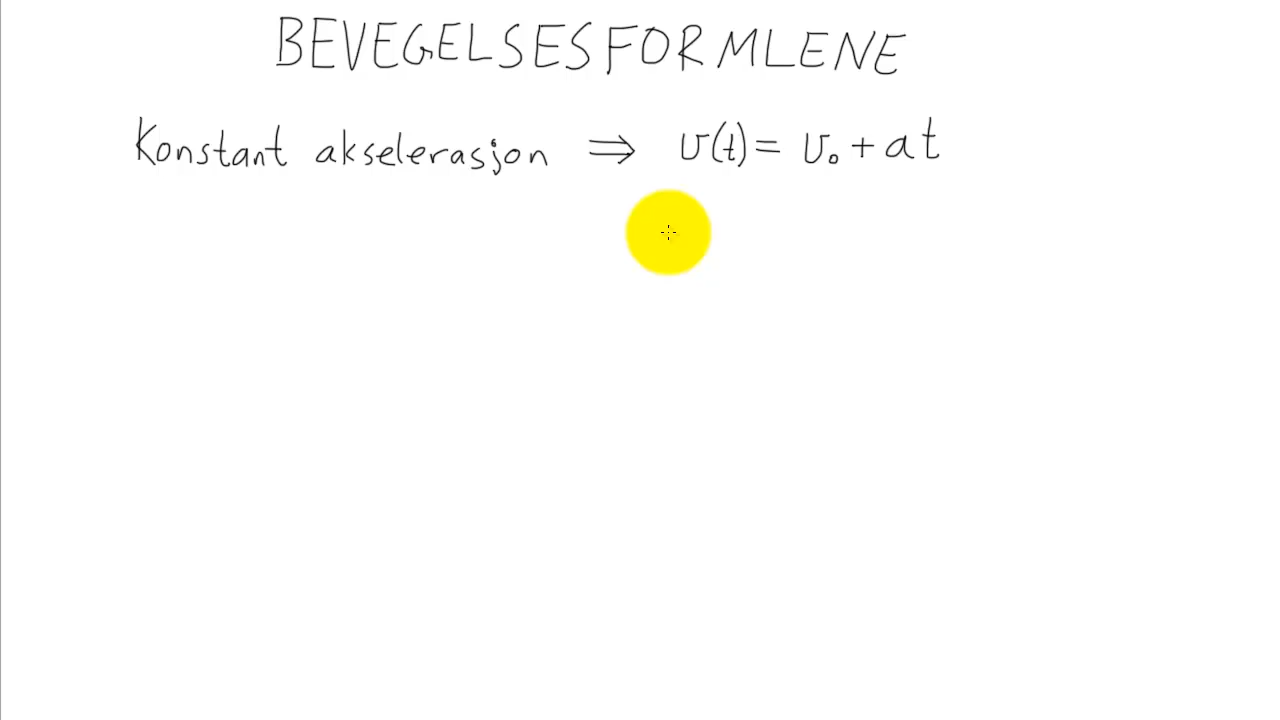 BEVEGELSESFORMLENE
Konstant akselerasjon ⇒ v(t) = v₀ + at